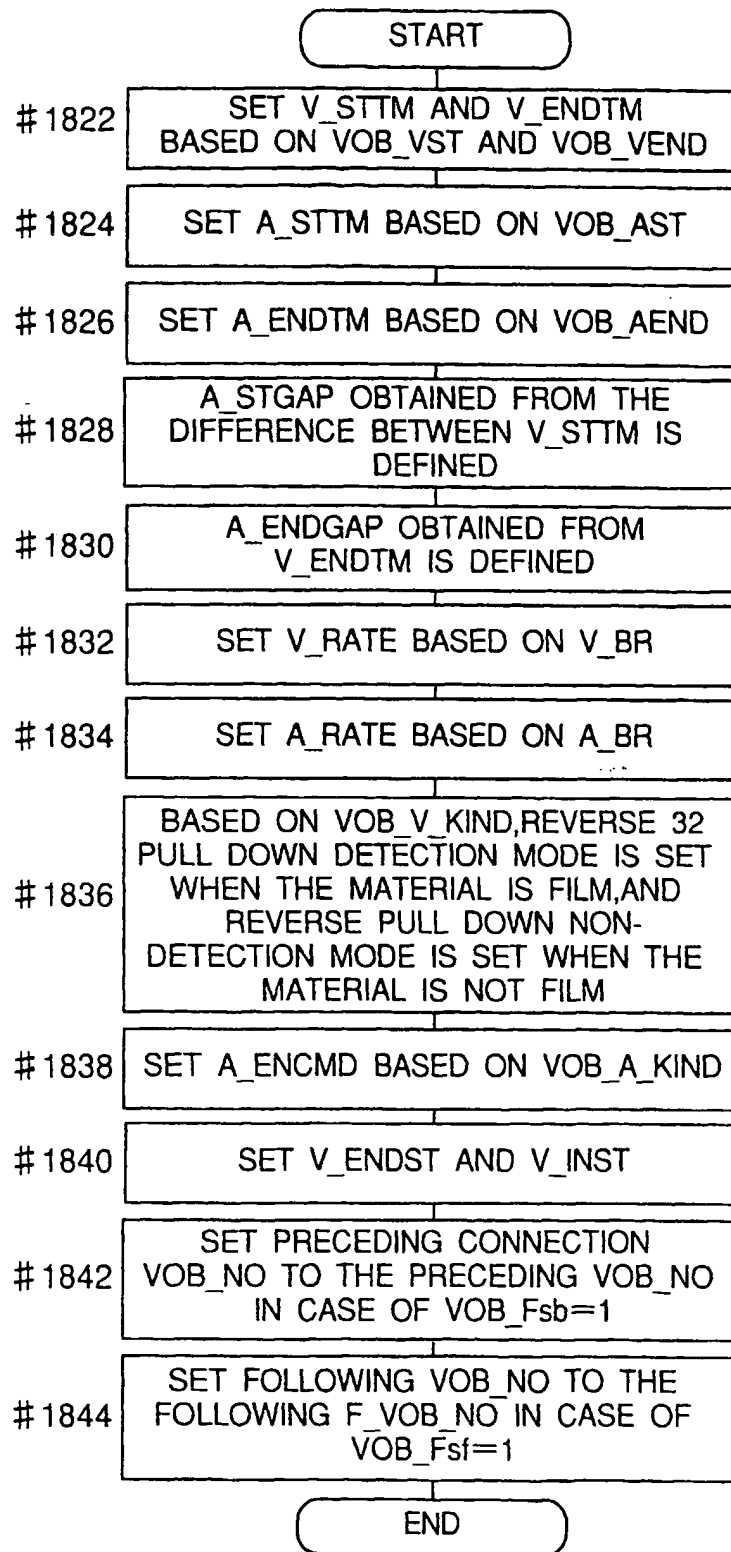 START
#1822
SET V_STTM AND V_ENDTM
BASED ON VOB_VST AND VOB_VEND
#1824
SET A_STTM BASED ON VOB_AST
#1826
SET A_ENDTM BASED ON VOB_AEND
#1828
A_STGAP OBTAINED FROM THE
DIFFERENCE BETWEEN V_STTM IS
DEFINED
#1830
A_ENDGAP OBTAINED FROM
V_ENDTM IS DEFINED
#1832
SET V_RATE BASED ON V_BR
#1834
SET A_RATE BASED ON A_BR
#1836
BASED ON VOB_V_KIND,REVERSE 32
PULL DOWN DETECTION MODE IS SET
WHEN THE MATERIAL IS FILM,AND
REVERSE PULL DOWN NON-
DETECTION MODE IS SET WHEN THE
MATERIAL IS NOT FILM
#1838
SET A_ENCMD BASED ON VOB_A_KIND
#1840
SET V_ENDST AND V_INST
#1842
SET PRECEDING CONNECTION
VOB_NO TO THE PRECEDING VOB_NO
IN CASE OF VOB_Fsb=1
#1844
SET FOLLOWING VOB_NO TO THE
FOLLOWING F_VOB_NO IN CASE OF
VOB_Fsf=1
END